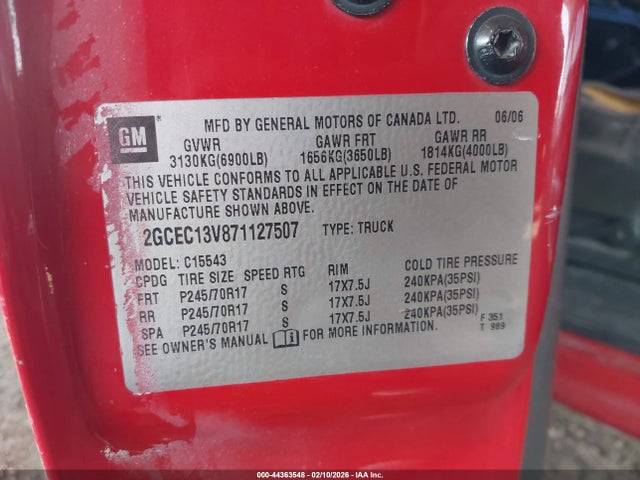 GM
MFD BY GENERAL MOTORS OF CANADA LTD. 06/06
GVWR GAWR FRT GAWR RR
3130KG(6900LB) 1656KG(3650LB) 1814KG(4000LB)
THIS VEHICLE CONFORMS TO ALL APPLICABLE U.S. FEDERAL MOTOR
VEHICLE SAFETY STANDARDS IN EFFECT ON THE DATE OF
MANUFACTURE SHOWN ABOVE.
2GCEC13V871127507 TYPE: TRUCK
MODEL: C15543
CPDG TIRE SIZE SPEED RTG RIM COLD TIRE PRESSURE
FRT P245/70R17 S 17X7.5J 240KPA(35PSI)
RR P245/70R17 S 17X7.5J 240KPA(35PSI)
SPA P245/70R17 S 17X7.5J 240KPA(35PSI)
SEE OWNER'S MANUAL FOR MORE INFORMATION.
F 351
T 989
000-44363548 - 02/10/2026 - COPYRIGHT IAA, Inc.